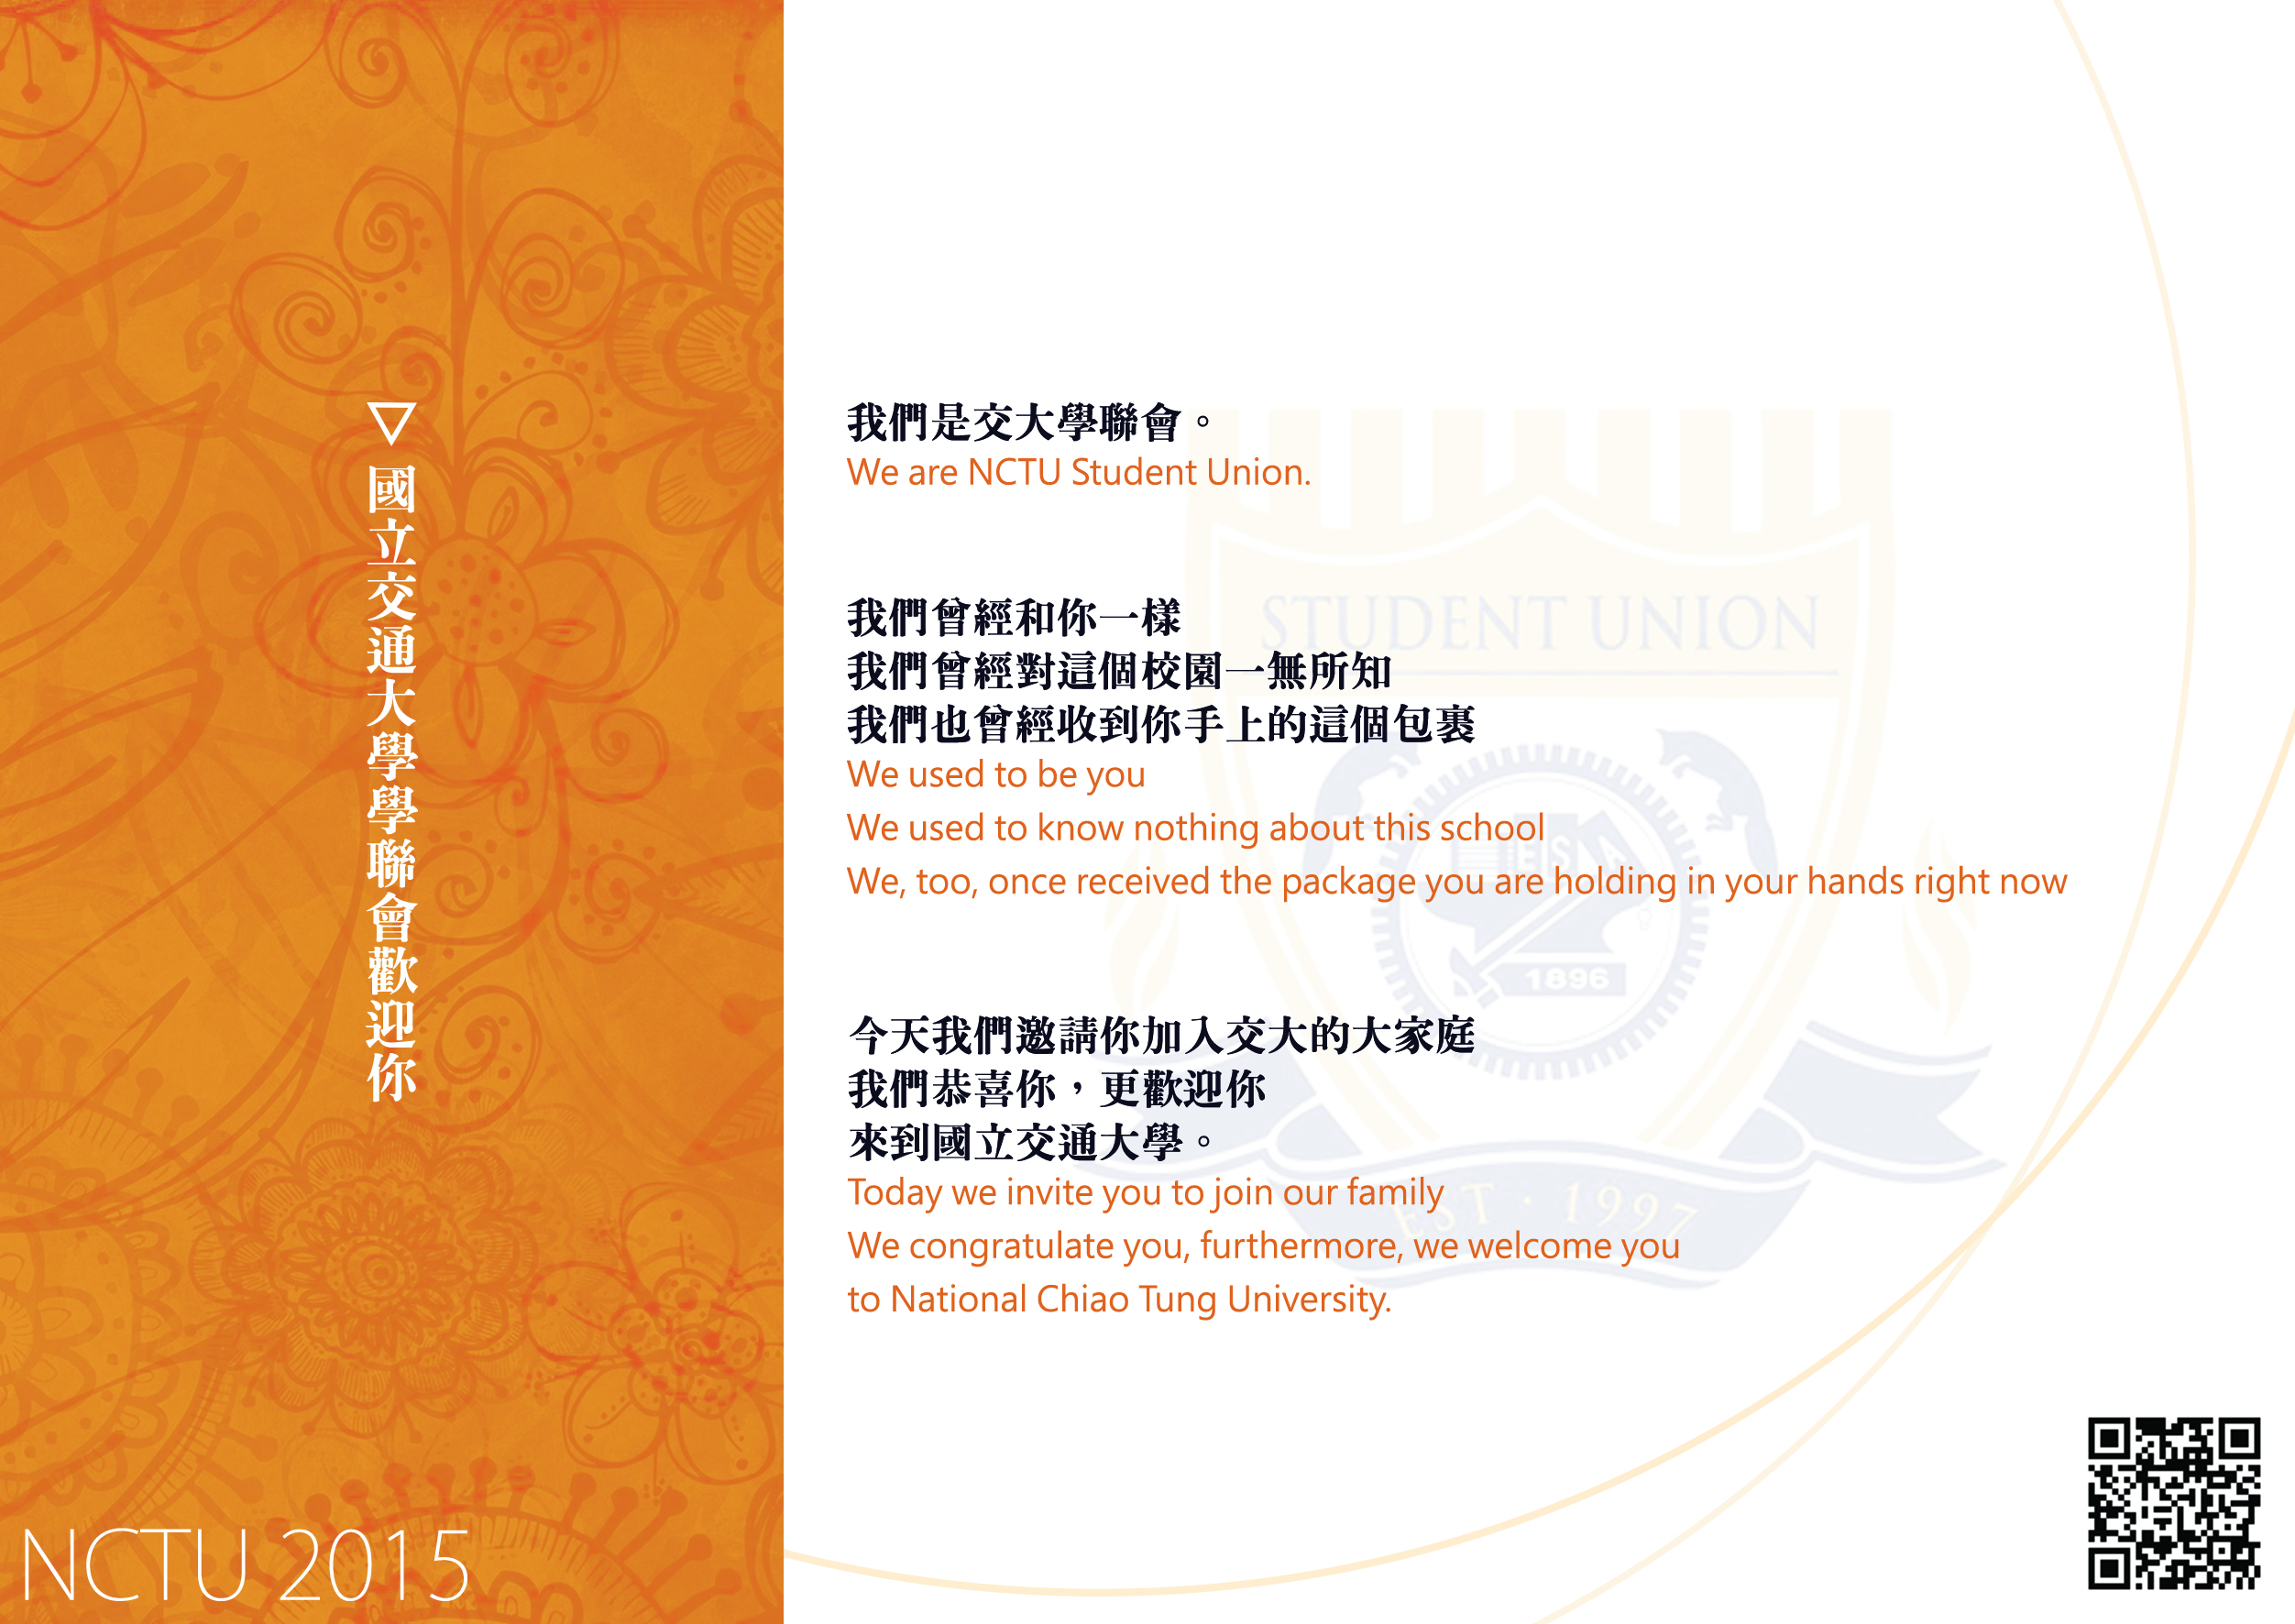 ▽國立交通大學學聯會歡迎你
NCTU 2015
我們是交大學聯會。
We are NCTU Student Union.
我們曾經和你一樣
我們曾經對這個校園一無所知
我們也曾經收到你手上的這個包裹
We used to be you
We used to know nothing about this school
We, too, once received the package you are holding in your hands right now
今天我們邀請你加入交大的大家庭
我們恭喜你，更歡迎你
來到國立交通大學。
Today we invite you to join our family
We congratulate you, furthermore, we welcome you
to National Chiao Tung University.
STUDENT UNION
1896
EST · 1997